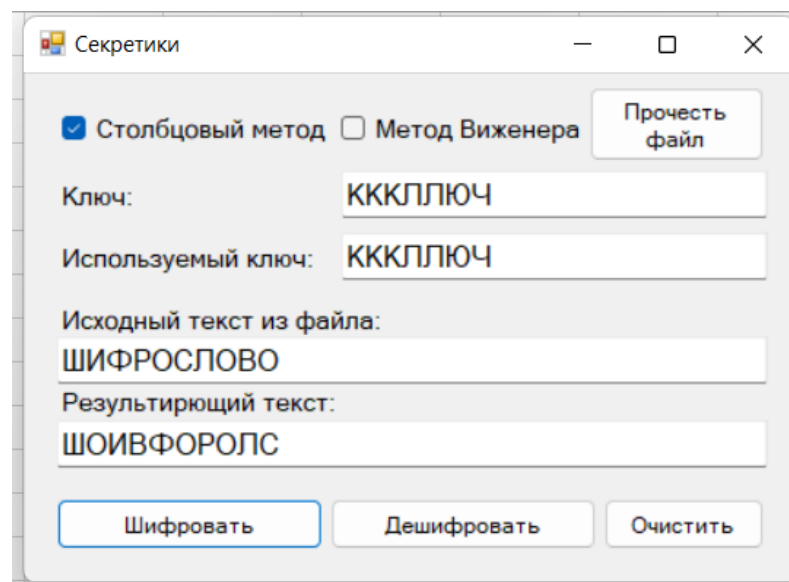 Секретики
Столбцовый метод Метод Виженера Прочесть
файл
Ключ: КККЛЛЮЧ
Используемый ключ: КККЛЛЮЧ
Исходный текст из файла:
ШИФРОСЛОВО
Результирющий текст:
ШОИВФОРОЛС
Шифровать Дешифровать Очистить